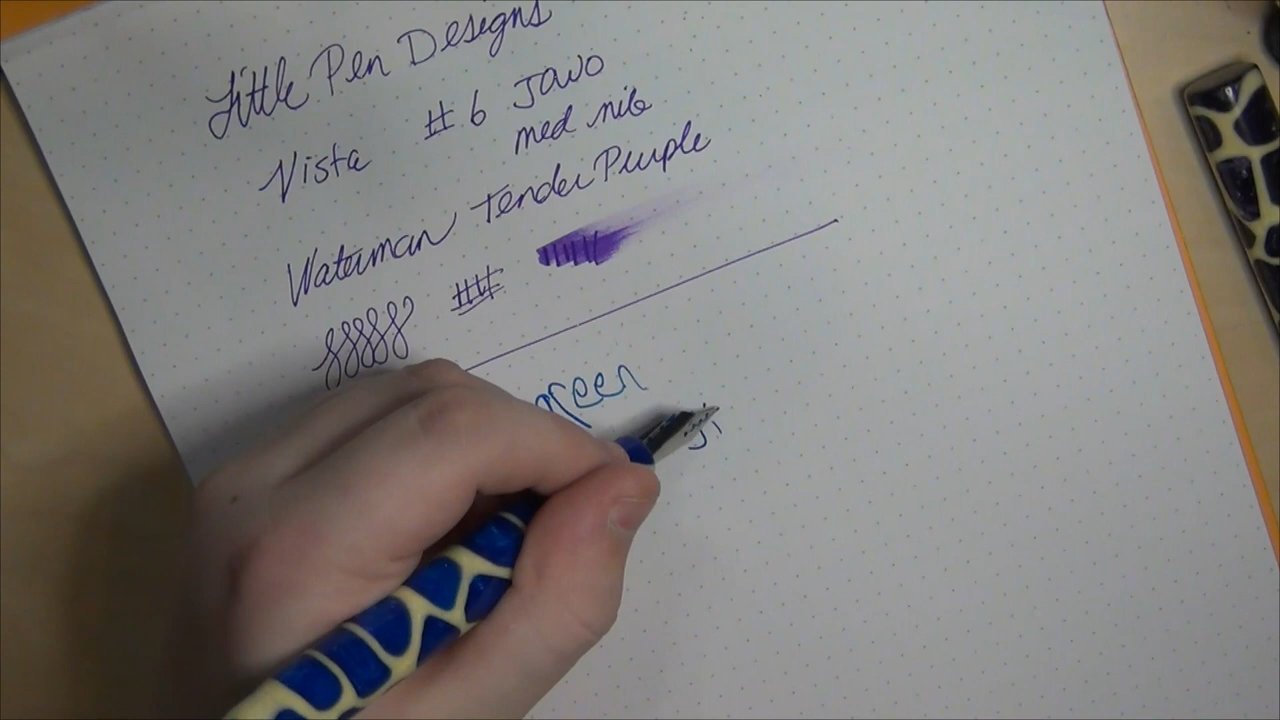 Little Pen Designs
Vista #6 JOWO
med nib
Waterman Tender Purple
green